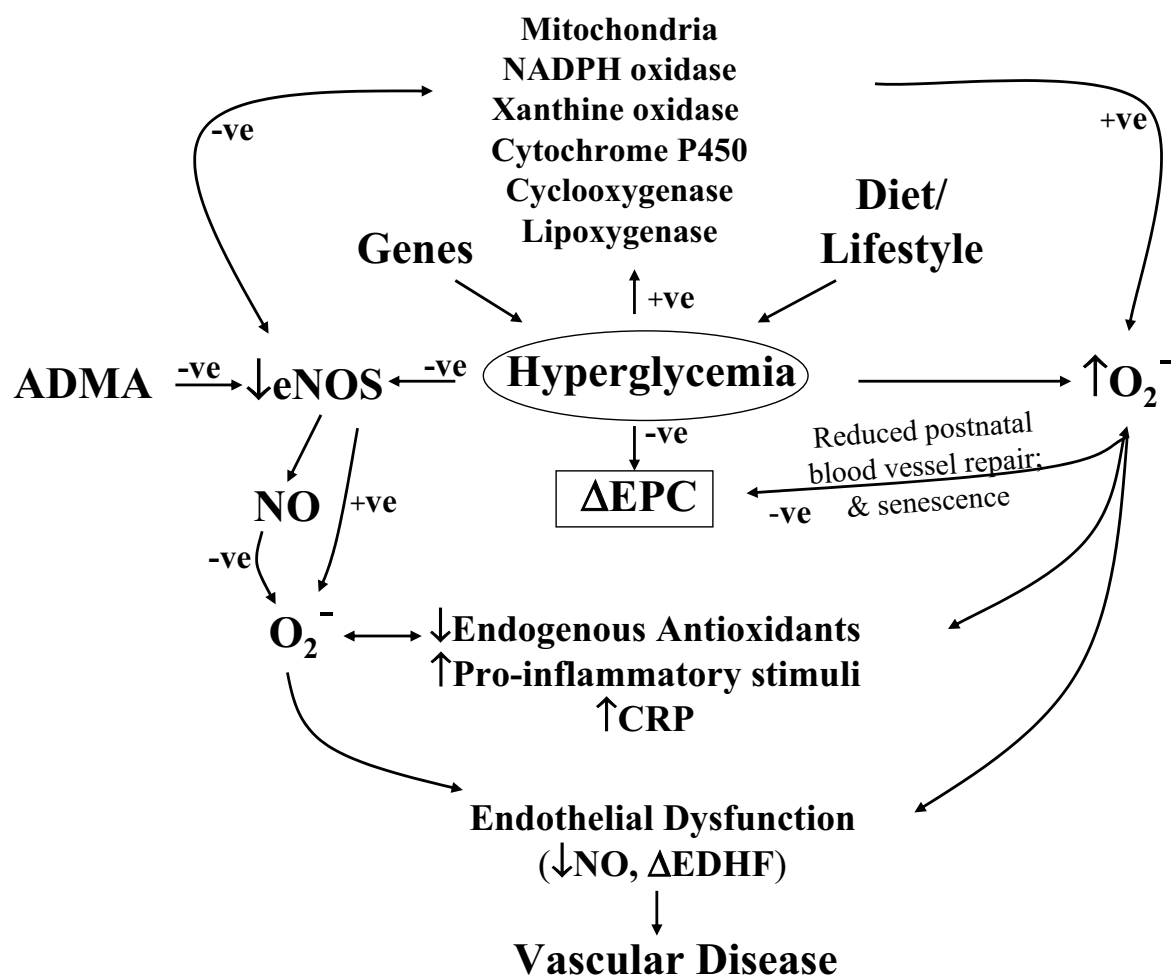 Mitochondria
NADPH oxidase
Xanthine oxidase
Cytochrome P450
Cyclooxygenase
Lipoxygenase
-ve
+ve
Genes
Diet/
Lifestyle
+ve
ADMA
-ve
↓eNOS
-ve
Hyperglycemia
↑O₂⁻
-ve
Reduced postnatal
blood vessel repair;
& senescence
ΔEPC
-ve
NO
+ve
-ve
O₂⁻
↓Endogenous Antioxidants
↑Pro-inflammatory stimuli
↑CRP
Endothelial Dysfunction
(↓NO, ΔEDHF)
Vascular Disease